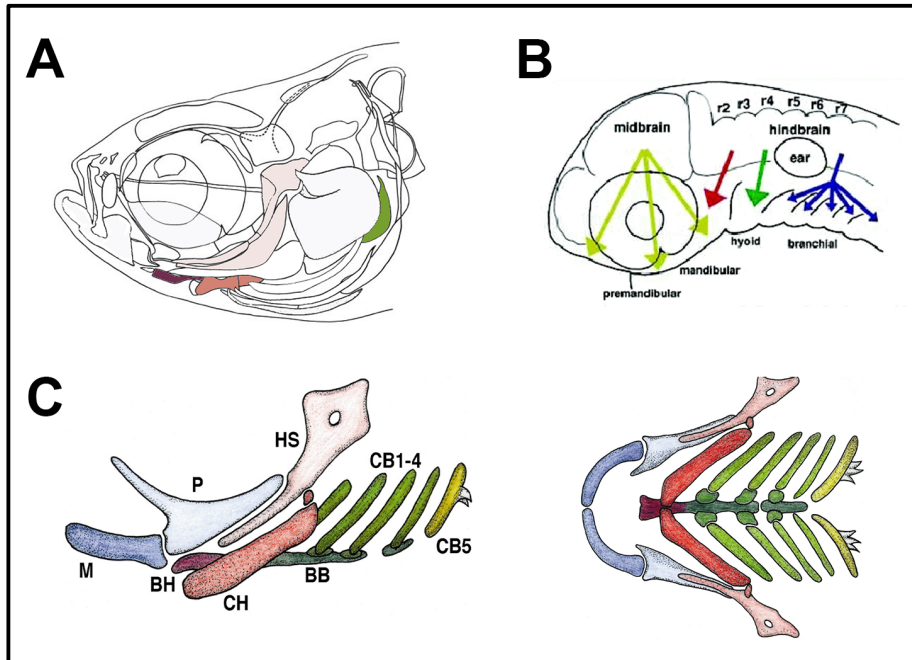 A
B
r2 r3 r4 r5 r6 r7
midbrain
hindbrain
ear
hyoid
branchial
mandibular
premandibular
C
HS
P
CB1-4
M
BH
CH
BB
CB5